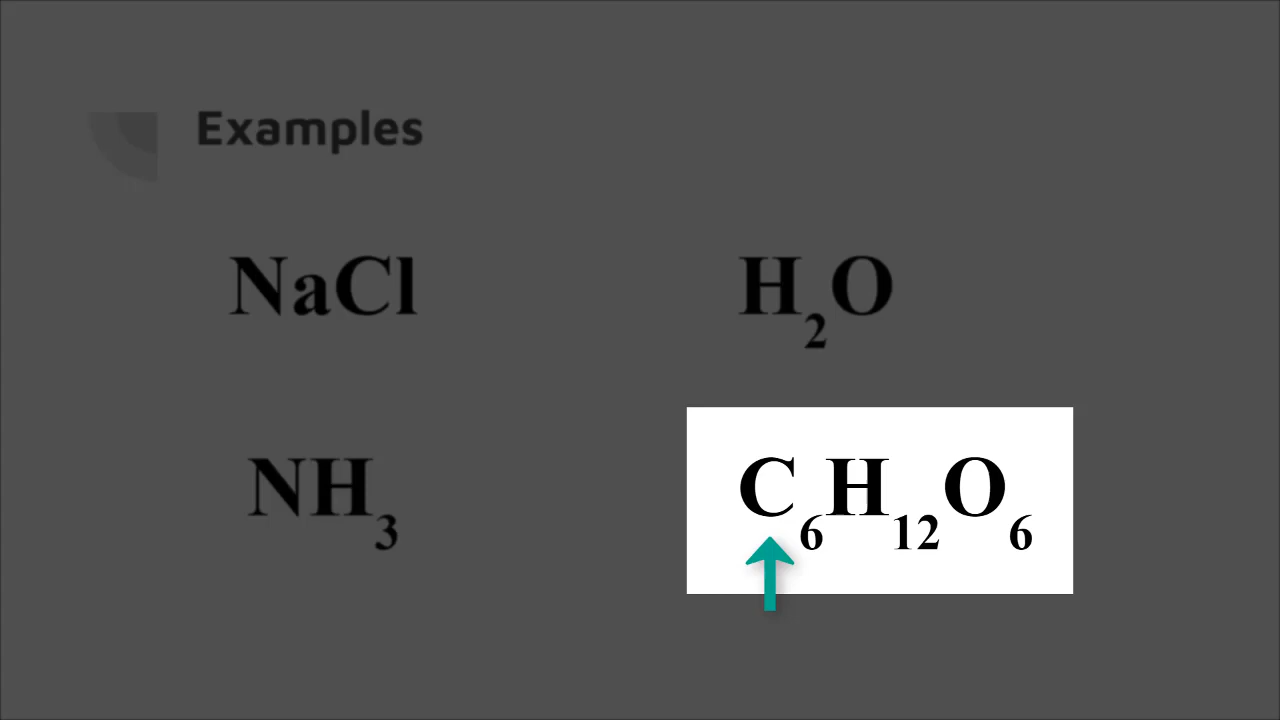 Examples
NaCl
H₂O
NH₃
C₆H₁₂O₆